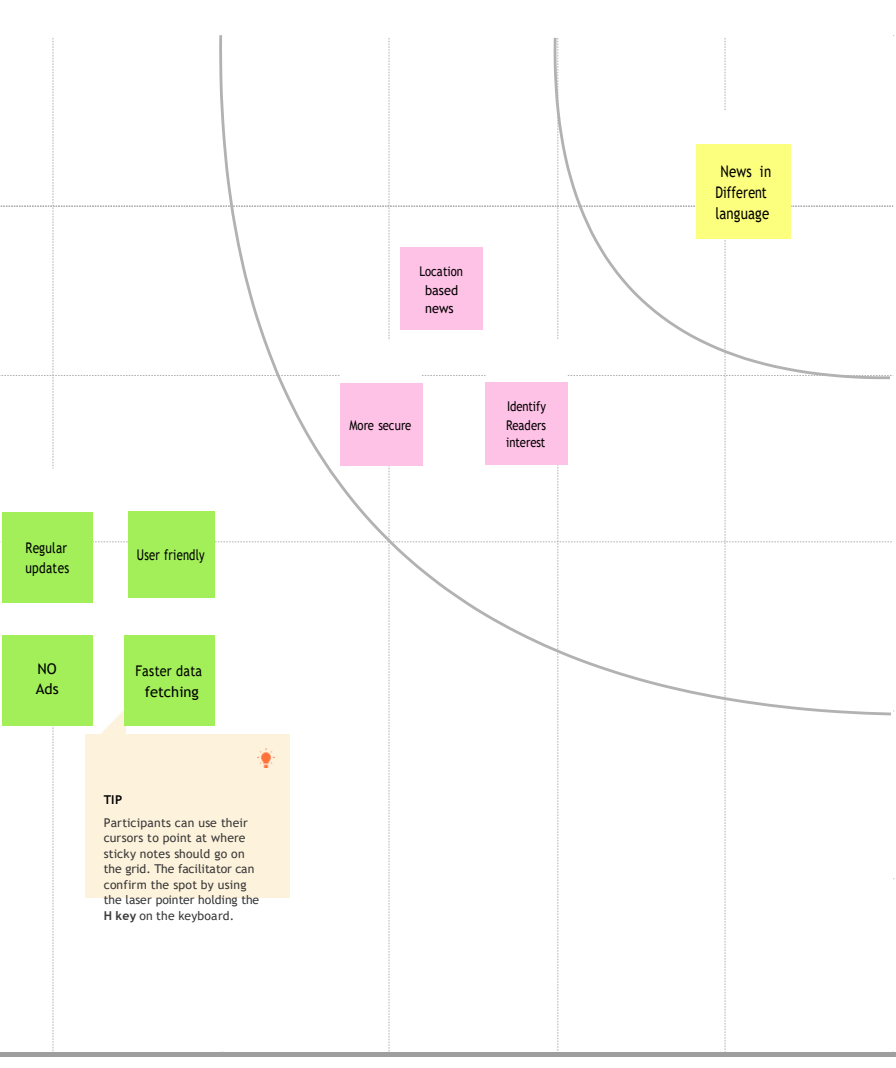 News in
Different
language
Location
based
news
More secure
Identify
Readers
interest
Regular
updates
User friendly
NO
Ads
Faster data
fetching
TIP
Participants can use their
cursors to point at where
sticky notes should go on
the grid. The facilitator can
confirm the spot by using
the laser pointer holding the
H key on the keyboard.